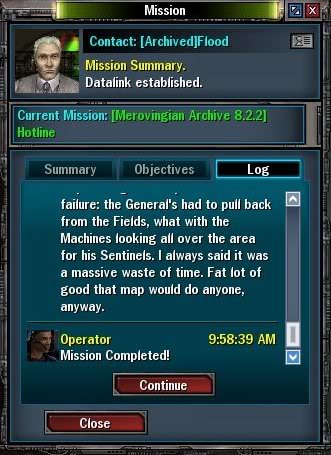 Mission
Contact: [Archived]Flood
Mission Summary.
Datalink established.
Current Mission: [Merovingian Archive 8.2.2]
Hotline
Summary
Objectives
Log
failure: the General's had to pull back
from the Fields, what with the
Machines looking all over the area
for his Sentinels. I always said it was
a massive waste of time. Fat lot of
good that map would do anyone,
anyway.
Operator 9:58:39 AM
Mission Completed!
Continue
Close